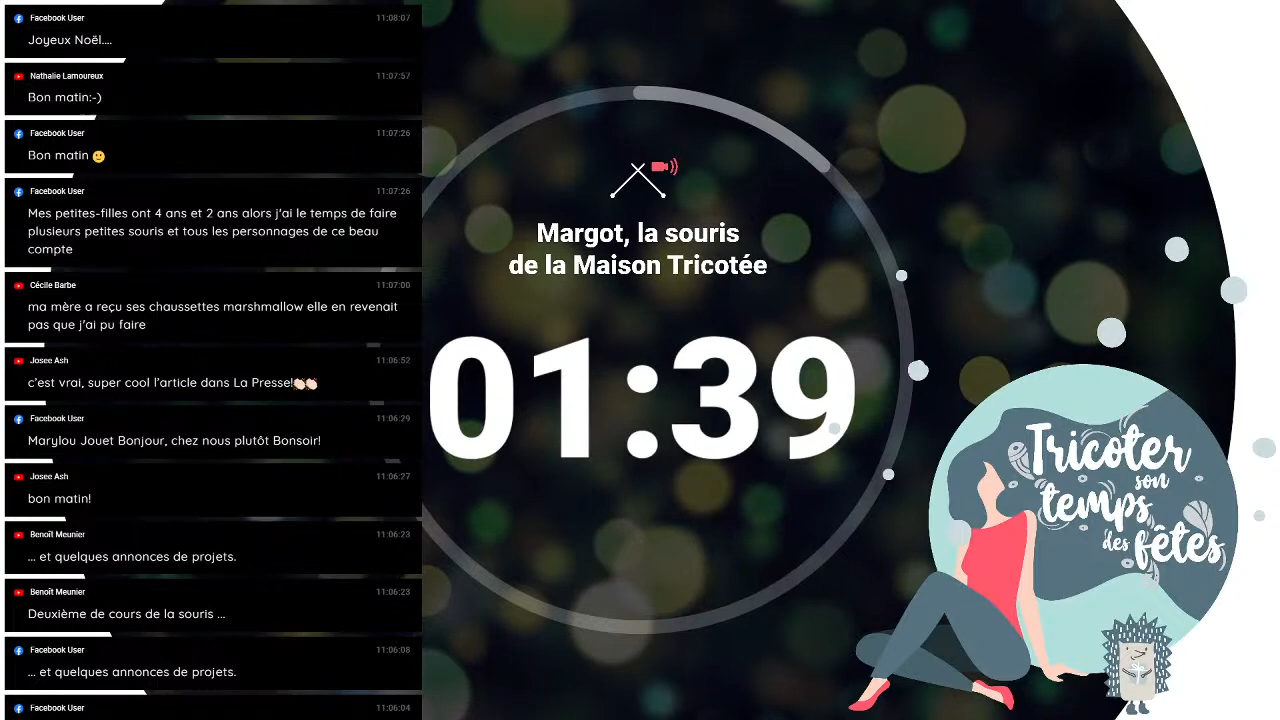 Facebook User 11:08:07
Joyeux Noël....
Nathalie Lamoureux 11:07:57
Bon matin:-)
Facebook User 11:07:26
Bon matin 🙂
Facebook User 11:07:26
Mes petites-filles ont 4 ans et 2 ans alors j'ai le temps de faire
plusieurs petites souris et tous les personnages de ce beau
compte
Cécile Barbe 11:07:00
ma mère a reçu ses chaussettes marshmallow elle en revenait
pas que j'ai pu faire
Josee Ash 11:06:52
c'est vrai, super cool l'article dans La Presse!👏🏻👏🏻
Facebook User 11:06:29
Marylou Jouet Bonjour, chez nous plutôt Bonsoir!
Josee Ash 11:06:27
bon matin!
Benoît Meunier 11:06:23
... et quelques annonces de projets.
Benoît Meunier 11:06:23
Deuxième de cours de la souris ...
Facebook User 11:06:08
... et quelques annonces de projets.
Facebook User 11:06:04
Margot, la souris
de la Maison Tricotée
01:39
Tricoter
son
temps
des fêtes